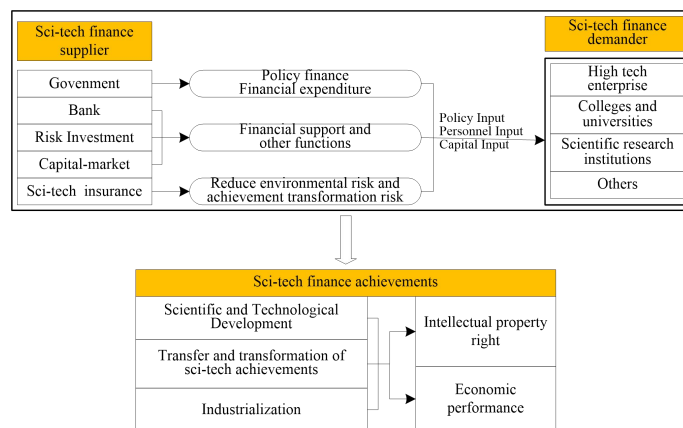 Sci-tech finance
supplier
Sci-tech finance
demander
Govenment
Bank
Risk Investment
Capital-market
Sci-tech insurance
Policy finance
Financial expenditure
Financial support and
other functions
Reduce environmental risk and
achievement transformation risk
Policy Input
Personnel Input
Capital Input
High tech
enterprise
Colleges and
universities
Scientific research
institutions
Others
Sci-tech finance achievements
Scientific and Technological
Development
Transfer and transformation of
sci-tech achievements
Industrialization
Intellectual property
right
Economic
performance